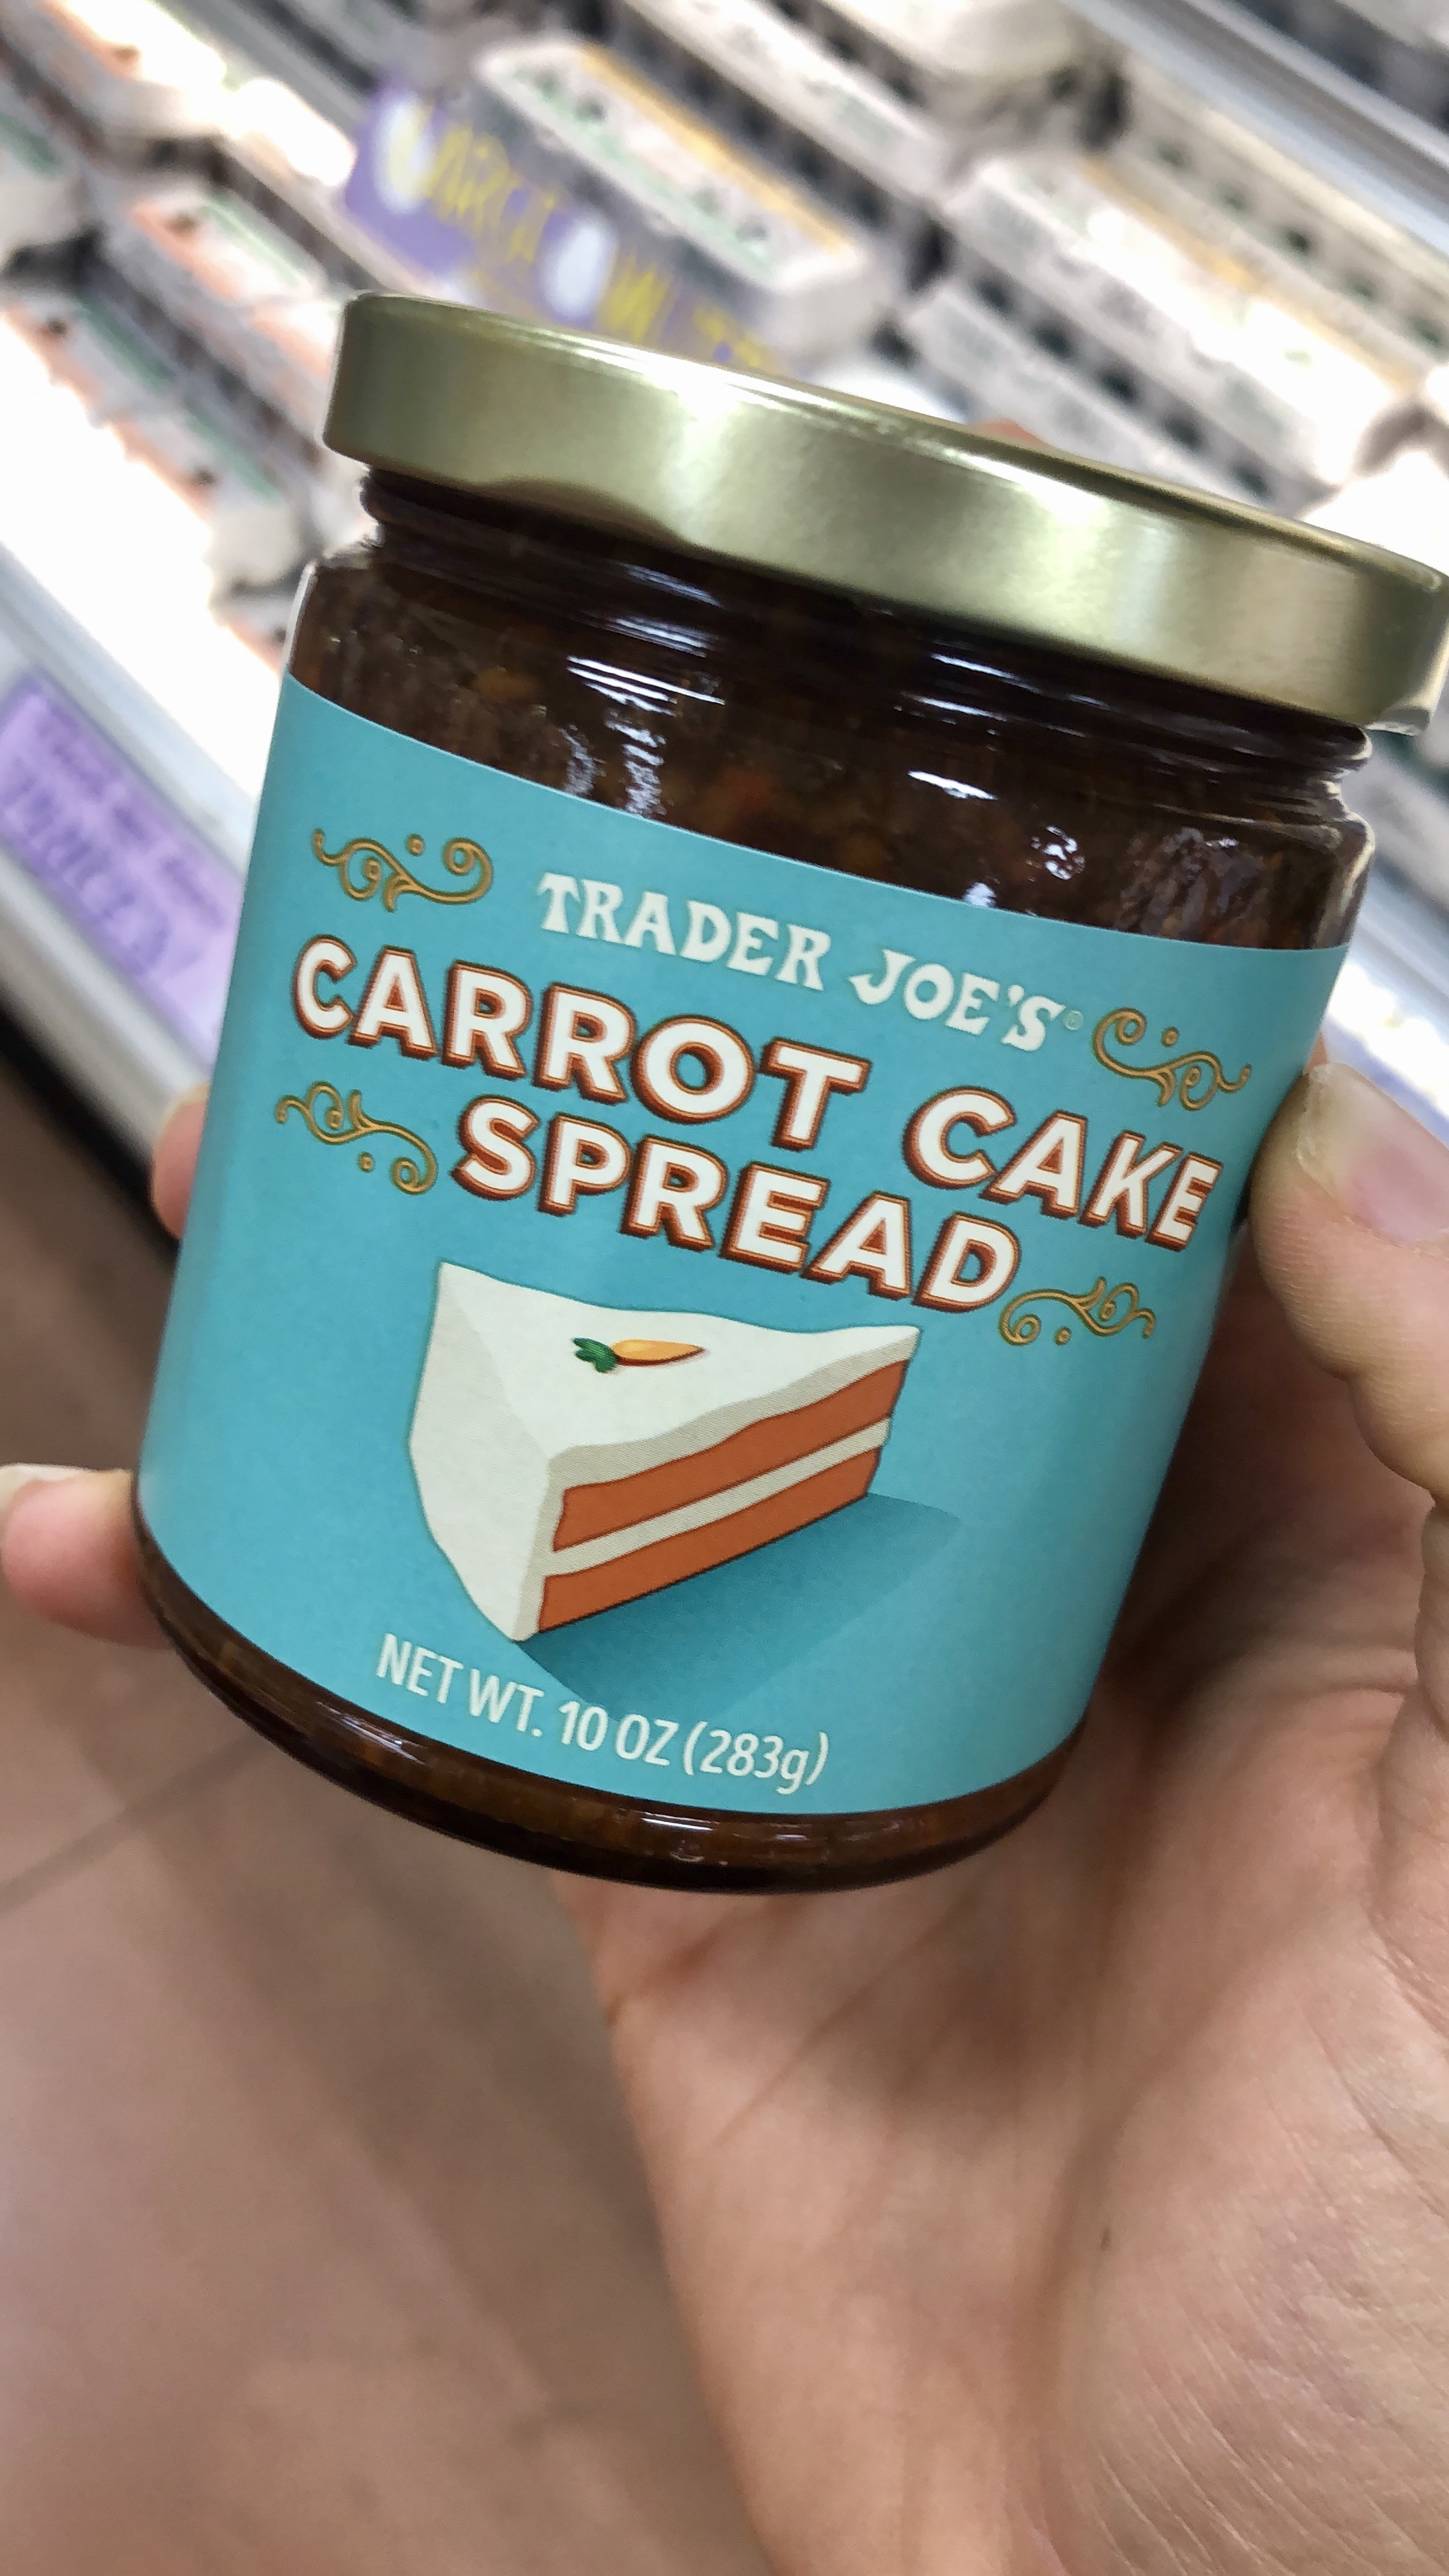 TRADER JOE'S®
CARROT CAKE
SPREAD
NET WT. 10 OZ (283g)